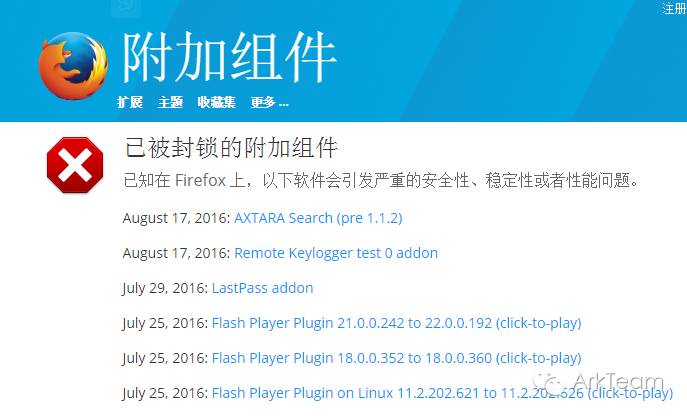 注册
附加组件
扩展 主题 收藏集 更多 ...
已被封锁的附加组件
已知在 Firefox 上，以下软件会引发严重的安全性、稳定性或者性能问题。
August 17, 2016: AXTARA Search (pre 1.1.2)
August 17, 2016: Remote Keylogger test 0 addon
July 29, 2016: LastPass addon
July 25, 2016: Flash Player Plugin 21.0.0.242 to 22.0.0.192 (click-to-play)
July 25, 2016: Flash Player Plugin 18.0.0.352 to 18.0.0.360 (click-to-play)
July 25, 2016: Flash Player Plugin on Linux 11.2.202.621 to 11.2.202.626 (click-to-play)
ArkTeam